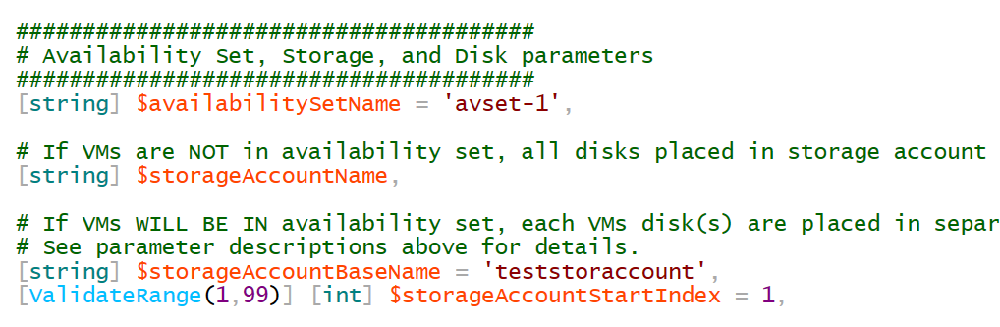 #######################################
# Availability Set, Storage, and Disk parameters
#######################################
[string] $availabilitySetName = 'avset-1',
# If VMs are NOT in availability set, all disks placed in storage account
[string] $storageAccountName,
# If VMs WILL BE IN availability set, each VMs disk(s) are placed in separ
# See parameter descriptions above for details.
[string] $storageAccountBaseName = 'teststoraccount',
[ValidateRange(1,99)] [int] $storageAccountStartIndex = 1,